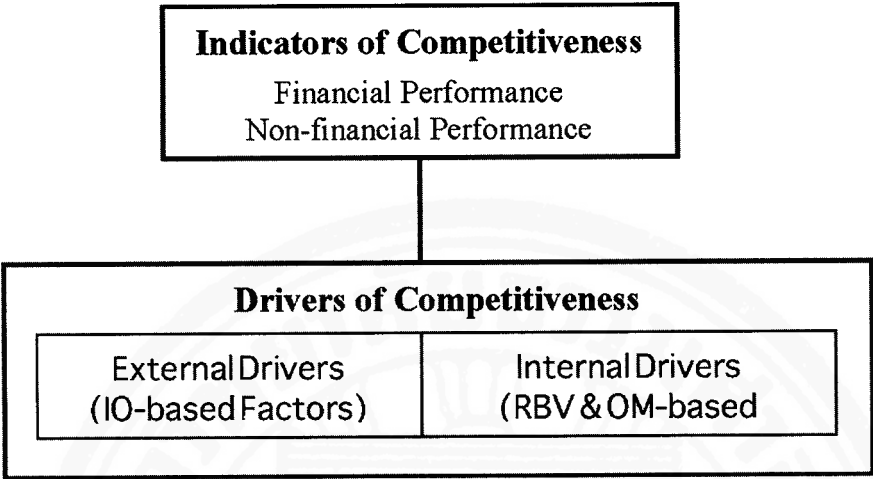 Indicators of Competitiveness
Financial Performance
Non-financial Performance
Drivers of Competitiveness
External Drivers
(IO-based Factors)
Internal Drivers
(RBV & OM-based